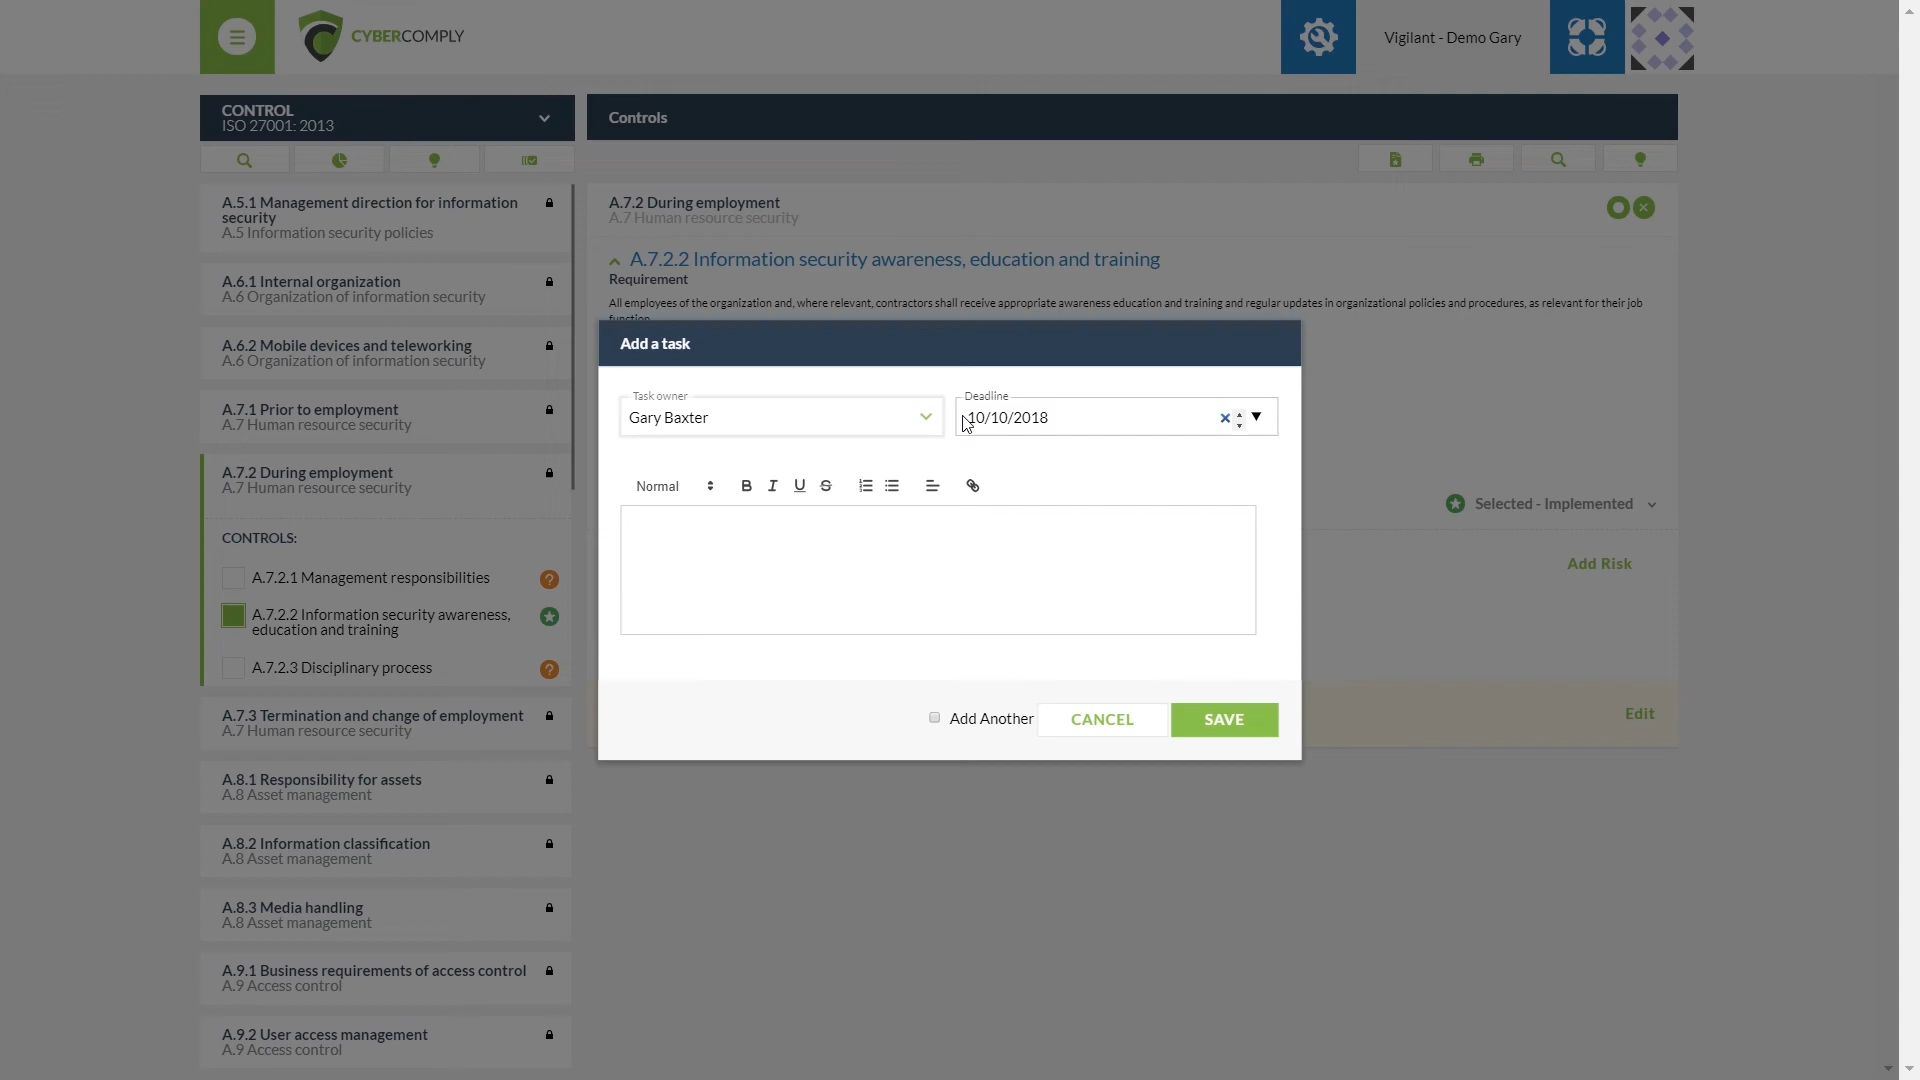 CYBERCOMPLY
Vigilant - Demo Gary
CONTROL
ISO 27001: 2013
A.5.1 Management direction for information
security
A.5 Information security policies
A.6.1 Internal organization
A.6 Organization of information security
A.6.2 Mobile devices and teleworking
A.6 Organization of information security
A.7.1 Prior to employment
A.7 Human resource security
A.7.2 During employment
A.7 Human resource security
CONTROLS:
A.7.2.1 Management responsibilities
A.7.2.2 Information security awareness,
education and training
A.7.2.3 Disciplinary process
A.7.3 Termination and change of employment
A.7 Human resource security
A.8.1 Responsibility for assets
A.8 Asset management
A.8.2 Information classification
A.8 Asset management
A.8.3 Media handling
A.8 Asset management
A.9.1 Business requirements of access control
A.9 Access control
A.9.2 User access management
A.9 Access control
Controls
A.7.2 During employment
A.7 Human resource security
A.7.2.2 Information security awareness, education and training
Requirement
All employees of the organization and, where relevant, contractors shall receive appropriate awareness education and training and regular updates in organizational policies and procedures, as relevant for their job
function
Selected - Implemented
Add Risk
Edit
Add a task
Task owner
Gary Baxter
Deadline
10/10/2018
Normal
B I U S
Add Another
CANCEL
SAVE